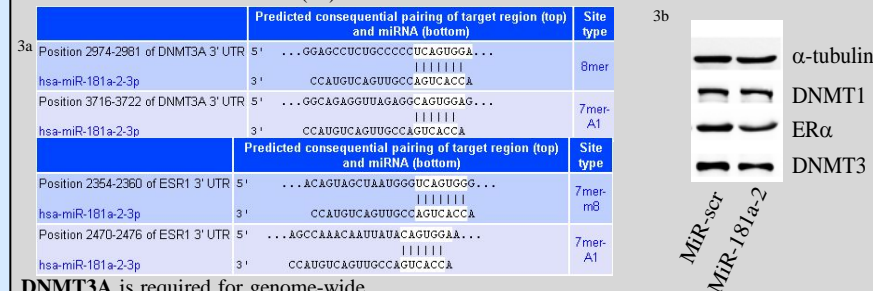 Predicted consequential pairing of target region (top) and miRNA (bottom)
Site type
3a
Position 2974-2981 of DNMT3A 3' UTR 5' ...GGAGCCUCUGCCCCCUCAGUGGA...
|||||||
8mer
hsa-miR-181a-2-3p 3' CCAUGUCAGUUGCCAGUCACCA
Position 3716-3722 of DNMT3A 3' UTR 5' ...GGCAGAGGUUAGAGGCAGUGGAG...
||||||
7mer-A1
hsa-miR-181a-2-3p 3' CCAUGUCAGUUGCCAGUCACCA
Predicted consequential pairing of target region (top) and miRNA (bottom)
Site type
Position 2354-2360 of ESR1 3' UTR 5' ...ACAGUAGCUAAUGGGUCAGUGGG...
|||||||
7mer-m8
hsa-miR-181a-2-3p 3' CCAUGUCAGUUGCCAGUCACCA
Position 2470-2476 of ESR1 3' UTR 5' ...AGCCAAACAAUUAUACAGUGGAA...
||||||
7mer-A1
hsa-miR-181a-2-3p 3' CCAUGUCAGUUGCCAGUCACCA
DNMT3A is required for genome-wide
3b
α-tubulin
DNMT1
ERα
DNMT3
MiR-scr
MiR-181a-2